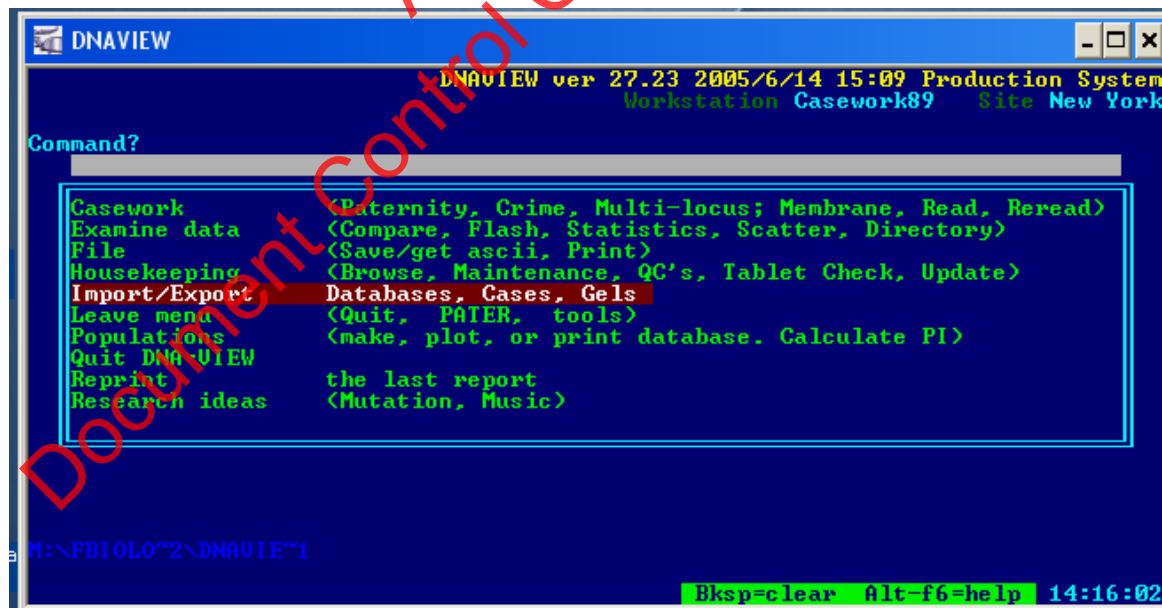 DNAVIEW
DNAVIEW ver 27.23 2005/6/14 15:09 Production System
Workstation Casework89 Site New York
Command?
Casework (Paternity, Crime, Multi-locus; Membrane, Read, Reread)
Examine data (Compare, Flash, Statistics, Scatter, Directory)
File (Save/get ascii, Print)
Housekeeping (Browse, Maintenance, QC's, Tablet Check, Update)
Import/Export Databases, Cases, Gels
Leave menu (Quit, PATER, tools)
Populations (make, plot, or print database. Calculate PI)
Quit DNA-VIEW
Reprint the last report
Research ideas (Mutation, Music)
M:\FBIOLO~2\DNAVIE~1
Bksp=clear Alt-f6=help 14:16:02
Document Control